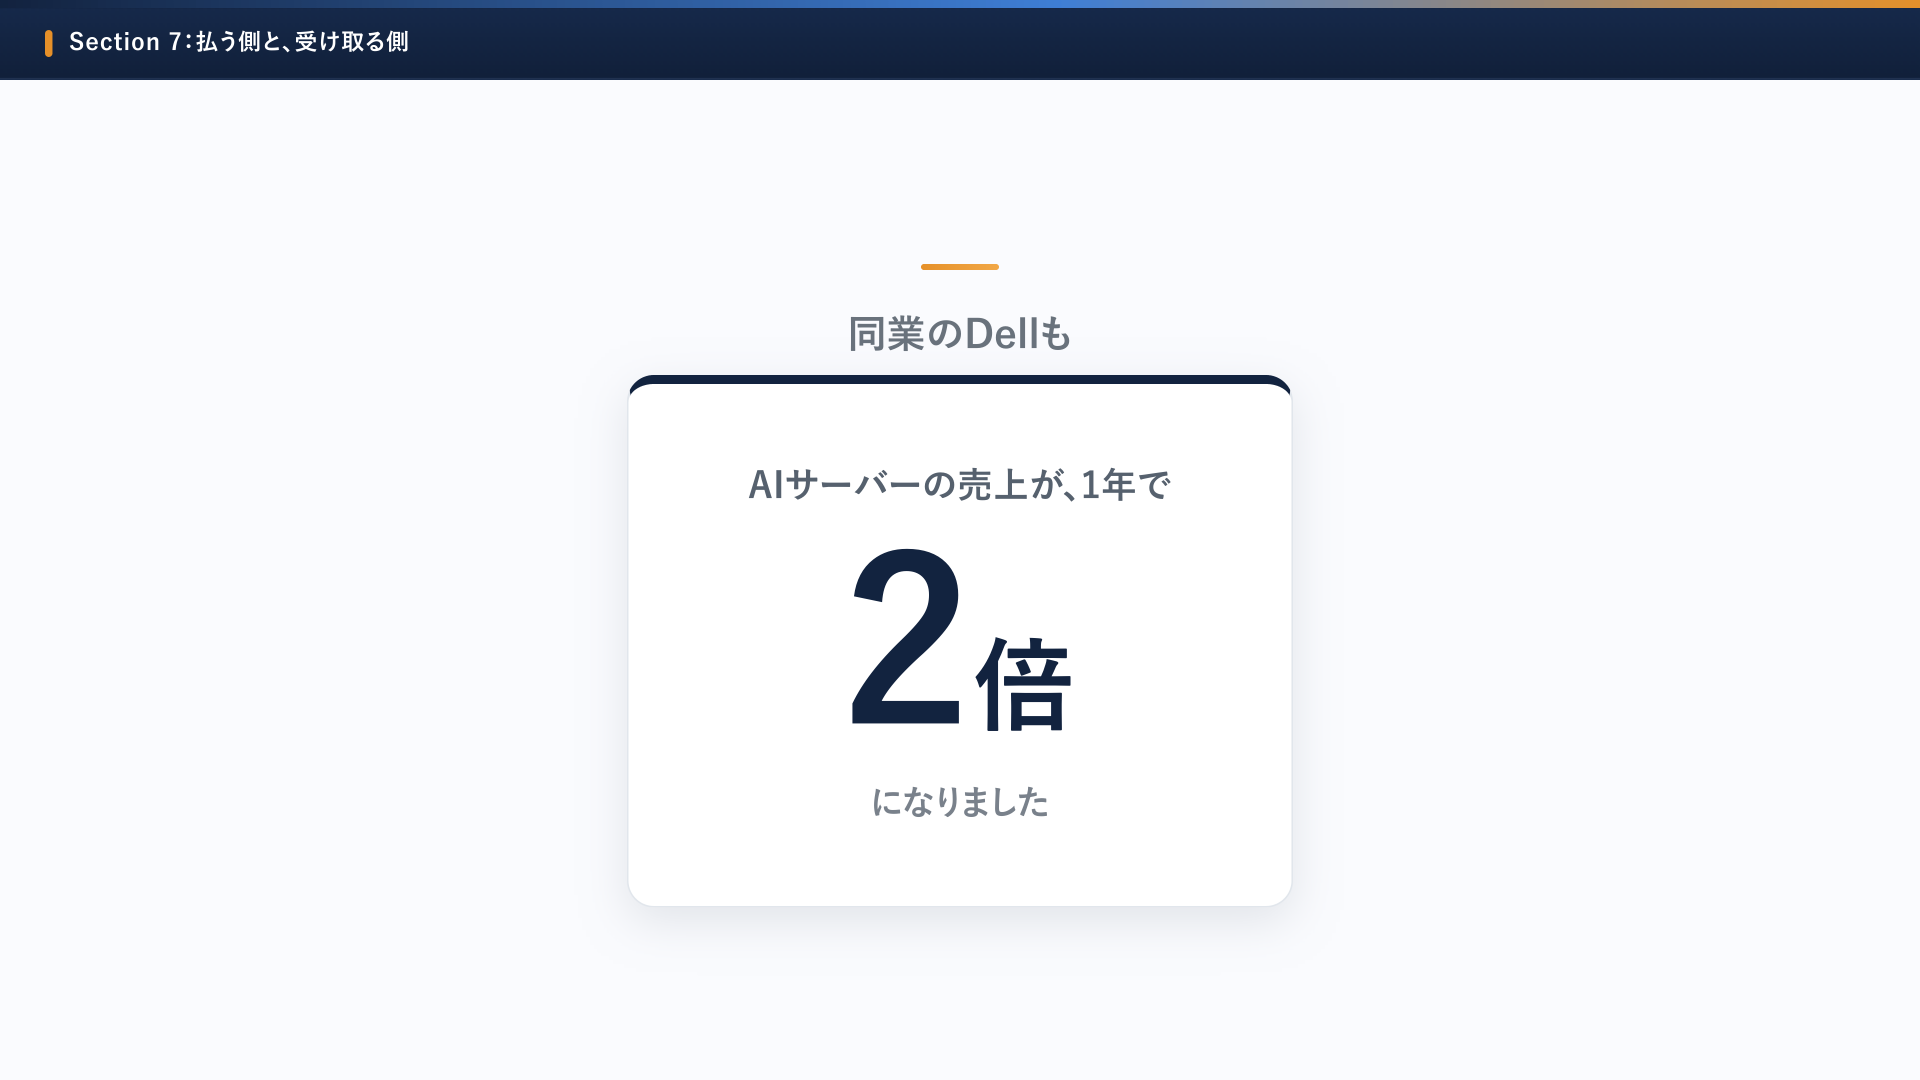 Section 7：払う側と、受け取る側
同業のDellも
AIサーバーの売上が、1年で
2倍
になりました